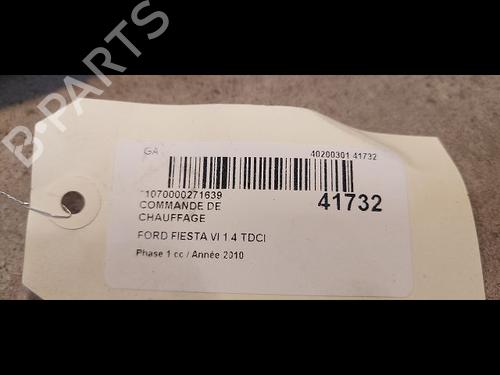 B-PARTS
GA
40200301 41732
*1070000271639
41732
COMMANDE DE
CHAUFFAGE
FORD FIESTA VI 1.4 TDCI
Phase 1 cc / Année 2010